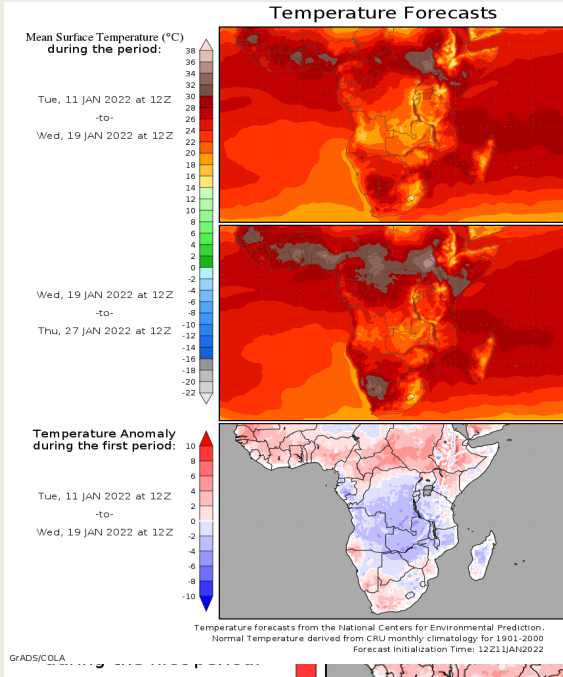 Temperature Forecasts
Mean Surface Temperature (°C)
during the period:
Tue, 11 JAN 2022 at 12Z
-to-
Wed, 19 JAN 2022 at 12Z
38
36
34
32
30
28
26
24
22
20
18
16
14
12
10
8
6
4
2
0
-2
-4
-6
-8
-10
-12
-14
-16
-18
-20
-22
Wed, 19 JAN 2022 at 12Z
-to-
Thu, 27 JAN 2022 at 12Z
Temperature Anomaly
during the first period:
Tue, 11 JAN 2022 at 12Z
-to-
Wed, 19 JAN 2022 at 12Z
10
8
6
4
2
0
-2
-4
-6
-8
-10
Temperature forecasts from the National Centers for Environmental Prediction.
Normal Temperature derived from CRU monthly climatology for 1901-2000
Forecast Initialization Time: 12Z11JAN2022
GrADS/COLA
during the first period: